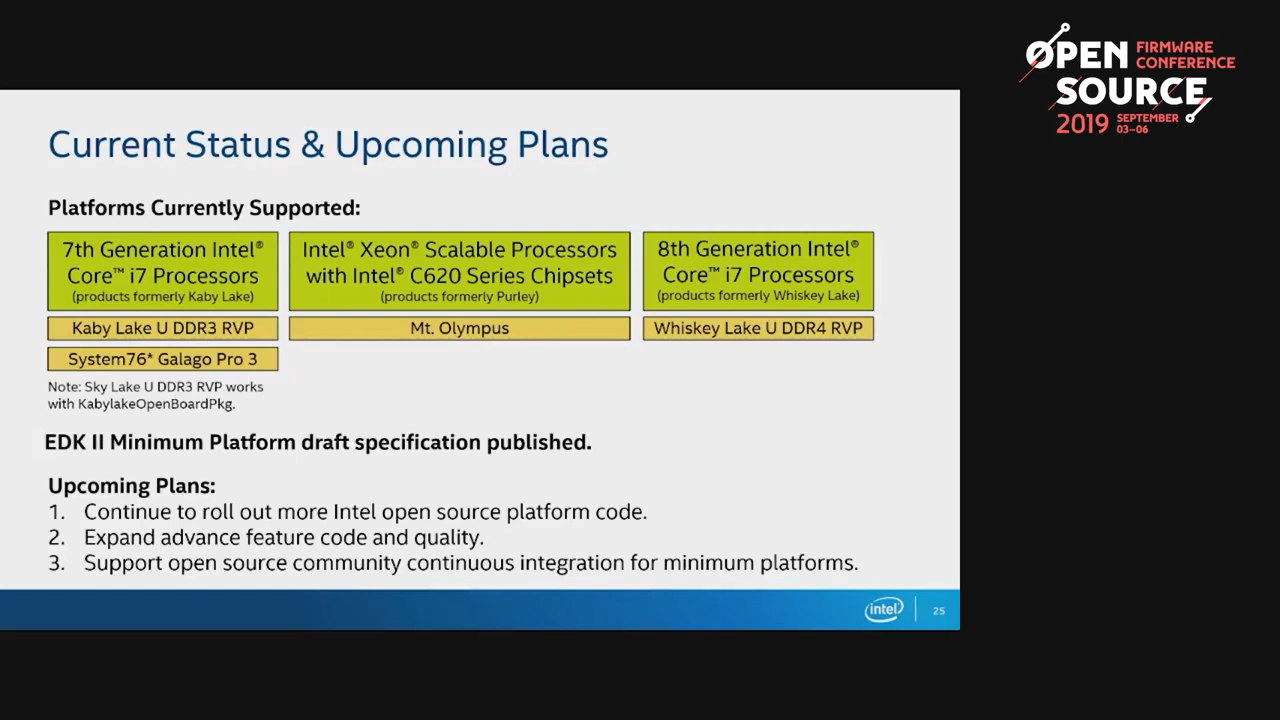 OPEN FIRMWARE CONFERENCE
SOURCE
2019 SEPTEMBER 03–06
Current Status & Upcoming Plans
Platforms Currently Supported:
7th Generation Intel®
Core™ i7 Processors
(products formerly Kaby Lake)
Kaby Lake U DDR3 RVP
System76* Galago Pro 3
Note: Sky Lake U DDR3 RVP works
with KabylakeOpenBoardPkg.
Intel® Xeon® Scalable Processors
with Intel® C620 Series Chipsets
(products formerly Purley)
Mt. Olympus
8th Generation Intel®
Core™ i7 Processors
(products formerly Whiskey Lake)
Whiskey Lake U DDR4 RVP
EDK II Minimum Platform draft specification published.
Upcoming Plans:
1. Continue to roll out more Intel open source platform code.
2. Expand advance feature code and quality.
3. Support open source community continuous integration for minimum platforms.
intel
25